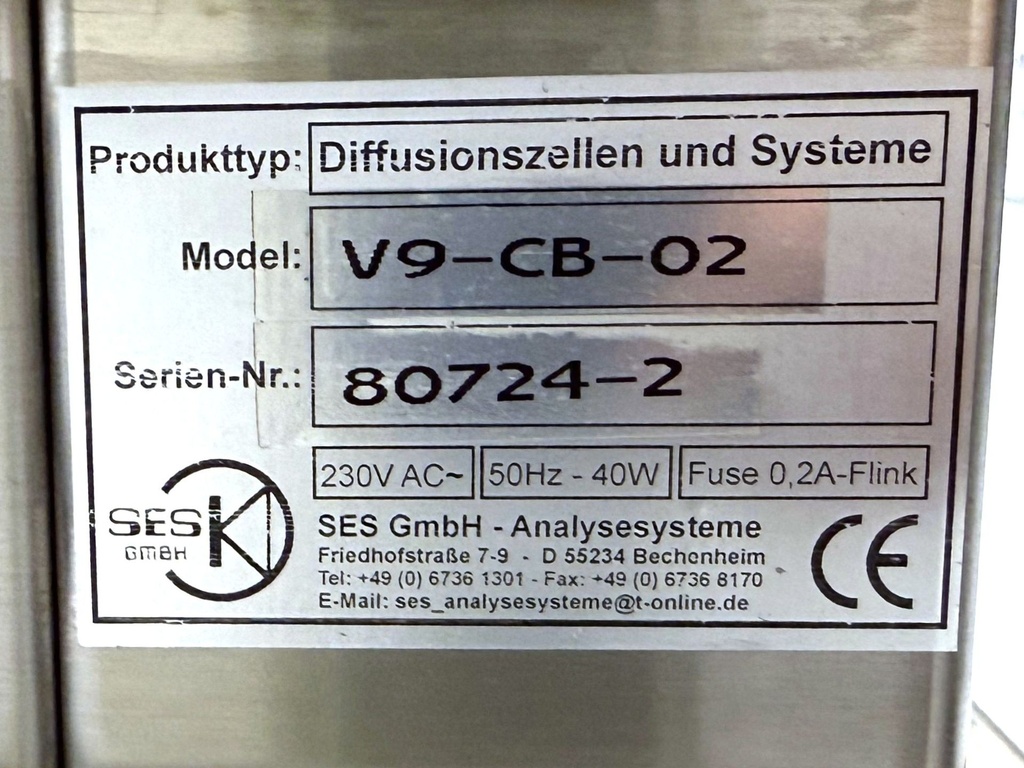 Produkttyp: Diffusionszellen und Systeme
Model: V9-CB-02
Serien-Nr.: 80724-2
230V AC~ 50Hz - 40W Fuse 0,2A-Flink
SES K
GMBH
SES GmbH - Analysesysteme
Friedhofstraße 7-9 - D 55234 Bechenheim
Tel: +49 (0) 6736 1301 - Fax: +49 (0) 6736 8170
E-Mail: ses_analysesysteme@t-online.de
CE